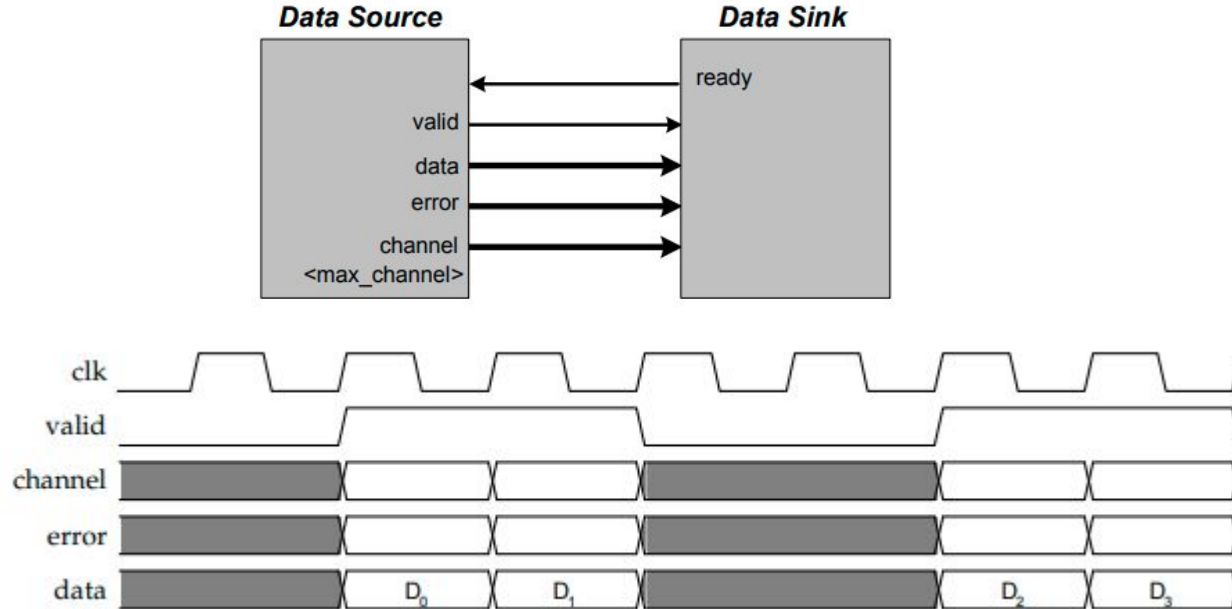 Data Source
Data Sink
ready
valid
data
error
channel
<max_channel>
clk
valid
channel
error
data
D₀
D₁
D₂
D₃